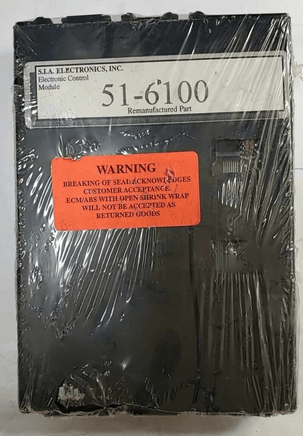 S.I.A. ELECTRONICS, INC.
Electronic Control
Module
51-6100
Remanufactured Part
WARNING
BREAKING OF SEAL ACKNOWLEDGES
CUSTOMER ACCEPTANCE.
ECM/ABS WITH OPEN SHRINK WRAP
WILL NOT BE ACCEPTED AS
RETURNED GOODS